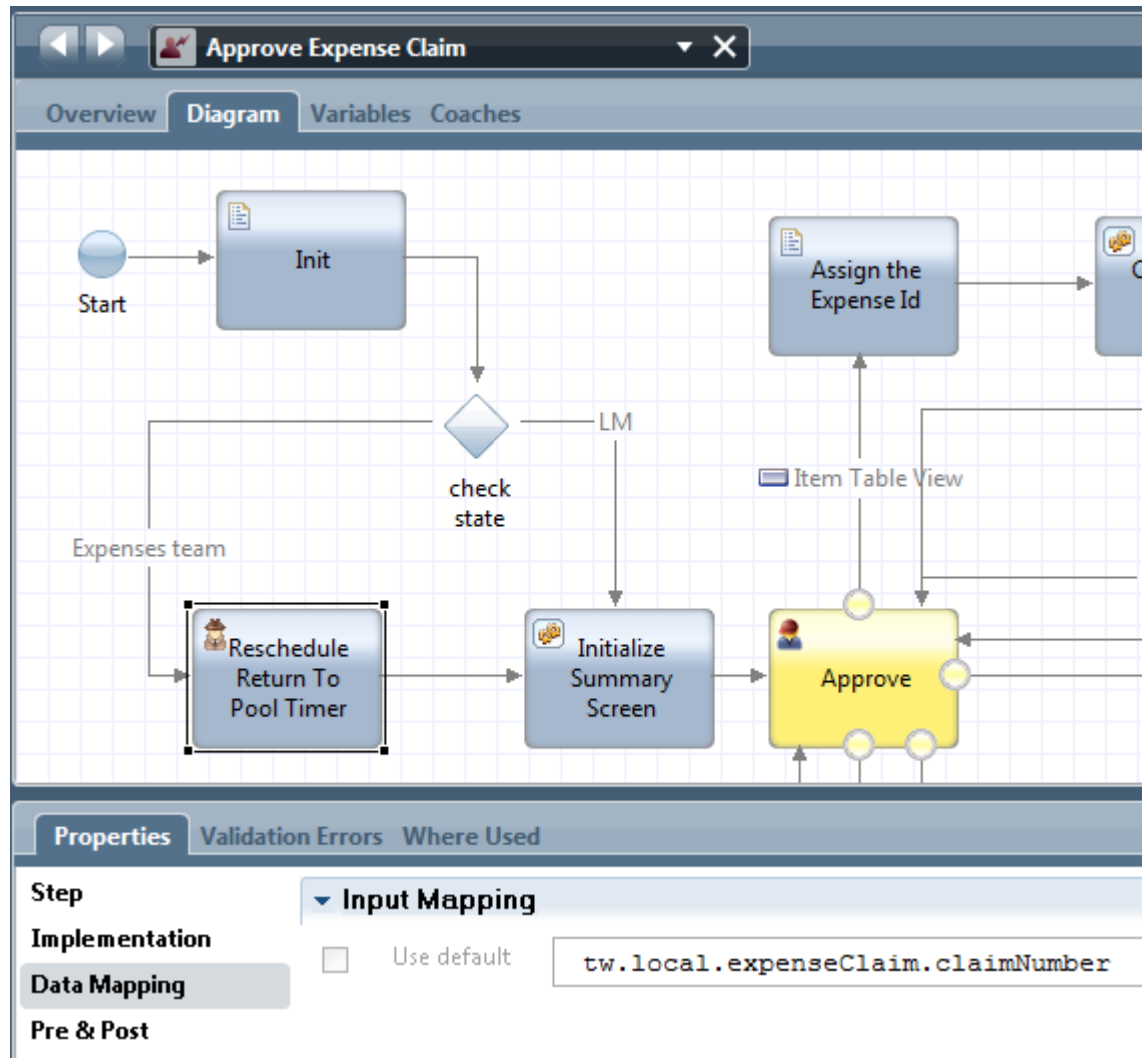 Approve Expense Claim
Overview Diagram Variables Coaches
Init
Start
Assign the
Expense Id
LM
check
state
Item Table View
Expenses team
Reschedule
Return To
Pool Timer
Initialize
Summary
Screen
Approve
Properties Validation Errors Where Used
Step
Implementation
Data Mapping
Pre & Post
Input Mapping
Use default
tw.local.expenseClaim.claimNumber